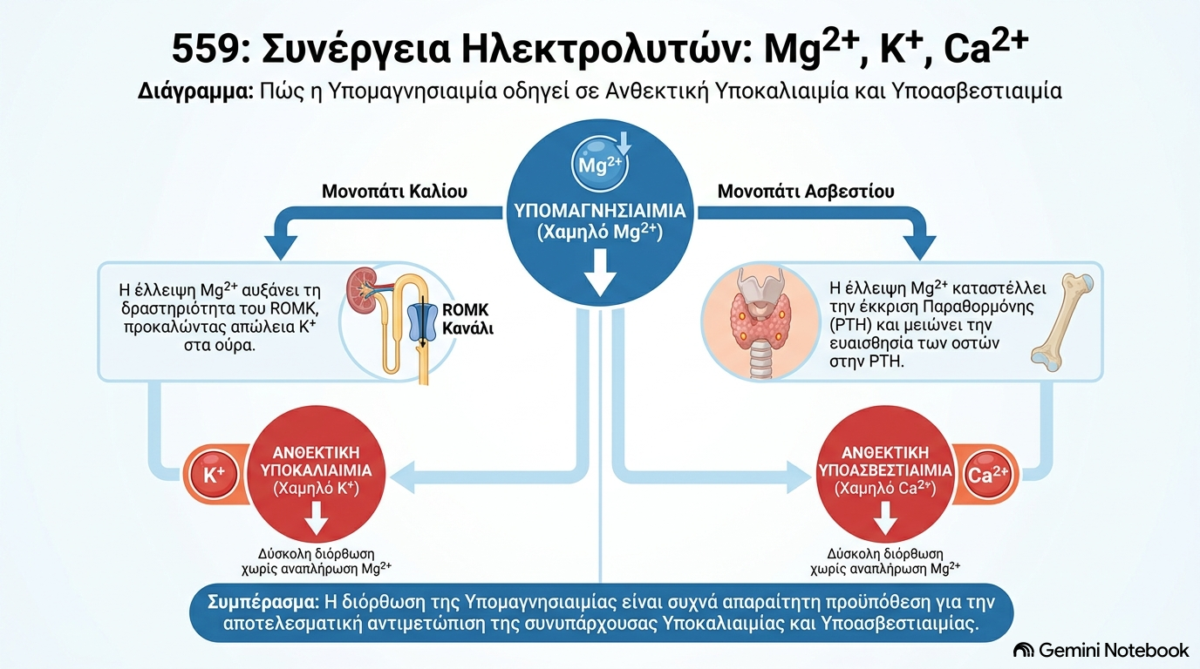 559: Συνέργεια Ηλεκτρολυτών: Mg²⁺, K⁺, Ca²⁺
Διάγραμμα: Πώς η Υπομαγνησιαιμία οδηγεί σε Ανθεκτική Υποκαλιαιμία και Υποασβεστιαιμία
Mg²⁺
ΥΠΟΜΑΓΝΗΣΙΑΙΜΙΑ
(Χαμηλό Mg²⁺)
Μονοπάτι Καλίου
Η έλλειψη Mg²⁺ αυξάνει τη
δραστηριότητα του ROMK,
προκαλώντας απώλεια K⁺
στα ούρα.
ROMK
Κανάλι
Μονοπάτι Ασβεστίου
Η έλλειψη Mg²⁺ καταστέλλει
την έκκριση Παραθορμόνης
(PTH) και μειώνει την
ευαισθησία των οστών
στην PTH.
K⁺
ΑΝΘΕΚΤΙΚΗ
ΥΠΟΚΑΛΙΑΙΜΙΑ
(Χαμηλό K⁺)
Δύσκολη διόρθωση
χωρίς αναπλήρωση Mg²⁺
ΑΝΘΕΚΤΙΚΗ
ΥΠΟΑΣΒΕΣΤΙΑΙΜΙΑ
(Χαμηλό Ca²⁺)
Ca²⁺
Δύσκολη διόρθωση
χωρίς αναπλήρωση Mg²⁺
Συμπέρασμα: Η διόρθωση της Υπομαγνησιαιμίας είναι συχνά απαραίτητη προϋπόθεση για την
αποτελεσματική αντιμετώπιση της συνυπάρχουσας Υποκαλιαιμίας και Υποασβεστιαιμίας.
Gemini Notebook